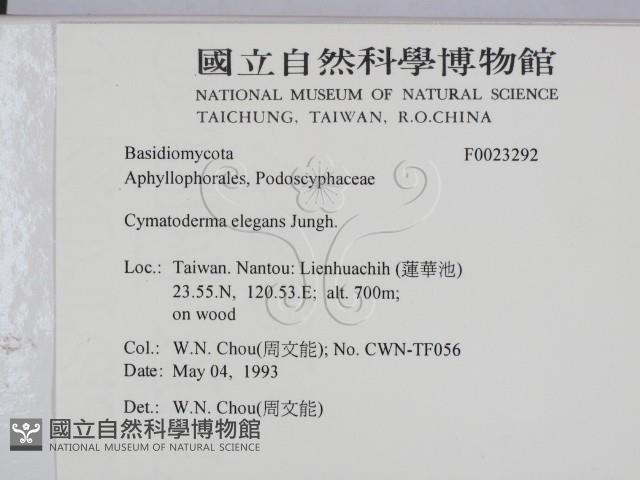 國立自然科學博物館
NATIONAL MUSEUM OF NATURAL SCIENCE
TAICHUNG, TAIWAN, R.O.CHINA
Basidiomycota F0023292
Aphyllophorales, Podoscyphaceae
Cymatoderma elegans Jungh.
Loc.: Taiwan. Nantou: Lienhuachih (蓮華池)
23.55.N, 120.53.E; alt. 700m;
on wood
Col.: W.N. Chou(周文能); No. CWN-TF056
Date: May 04, 1993
Det.: W.N. Chou(周文能)
國立自然科學博物館
NATIONAL MUSEUM OF NATURAL SCIENCE